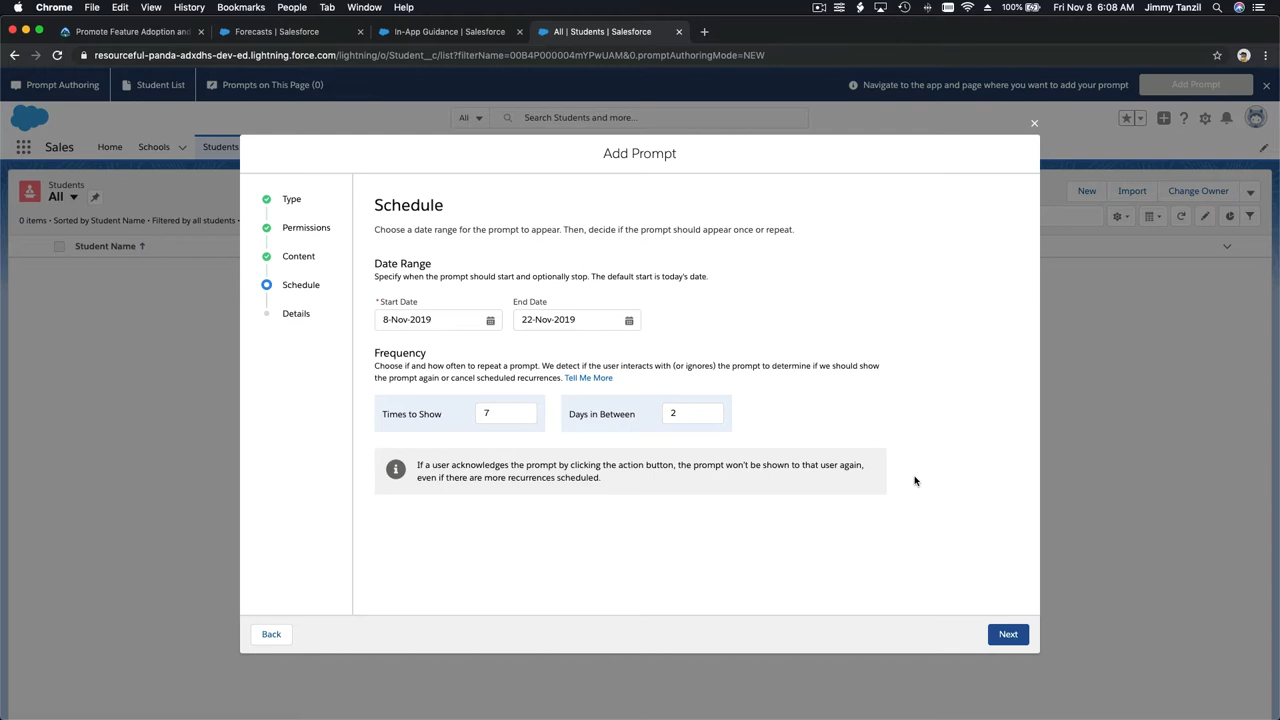 Chrome File Edit View History Bookmarks People Tab Window Help 100% Fri Nov 8 6:08 AM Jimmy Tanzil
Promote Feature Adoption and Forecasts | Salesforce In-App Guidance | Salesforce All | Students | Salesforce
resourceful-panda-adxdhs-dev-ed.lightning.force.com/lightning/o/Student__c/list?filterName=00B4P000004mYPwUAM&0.promptAuthoringMode=NEW
Prompt Authoring Student List Prompts on This Page (0) Navigate to the app and page where you want to add your prompt Add Prompt
All Search Students and more...
Sales Home Schools Students
Add Prompt
Students
All
New Import Change Owner
0 items • Sorted by Student Name • Filtered by all students •
Student Name
Type
Permissions
Content
Schedule
Details
Schedule
Choose a date range for the prompt to appear. Then, decide if the prompt should appear once or repeat.
Date Range
Specify when the prompt should start and optionally stop. The default start is today's date.
*Start Date End Date
8-Nov-2019 22-Nov-2019
Frequency
Choose if and how often to repeat a prompt. We detect if the user interacts with (or ignores) the prompt to determine if we should show
the prompt again or cancel scheduled recurrences. Tell Me More
Times to Show 7 Days in Between 2
If a user acknowledges the prompt by clicking the action button, the prompt won't be shown to that user again,
even if there are more recurrences scheduled.
Back Next